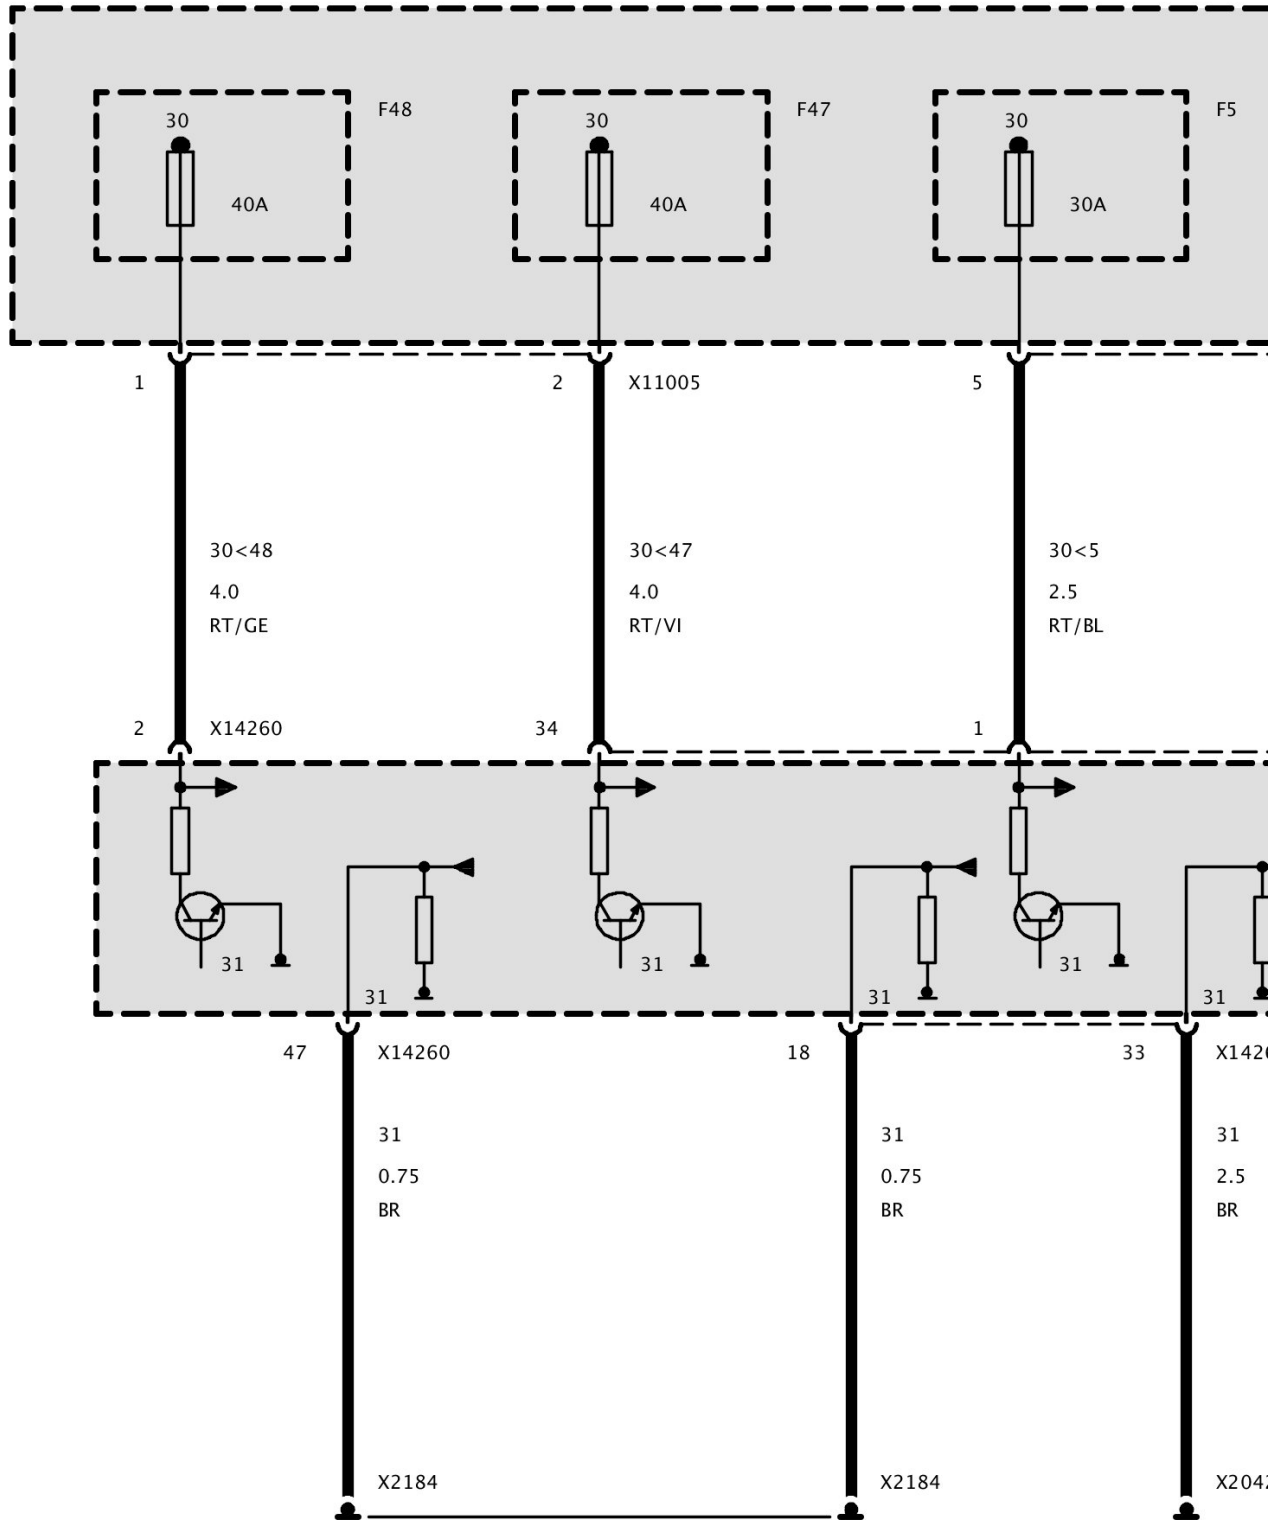 F48 F47 F5
30 30 30
40A 40A 30A
1 2 X11005 5
30<48 30<47 30<5
4.0 4.0 2.5
RT/GE RT/VI RT/BL
2 X14260 34 1
31 31 31
31 31 31
47 X14260 18 33
31 31 31
0.75 0.75 2.5
BR BR BR
X2184 X2184